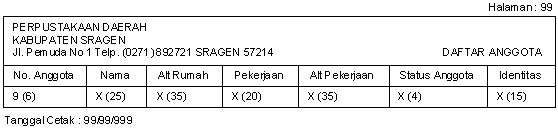 Halaman : 99
PERPUSTAKAAN DAERAH
KABUPATEN SRAGEN
Jl. Pemuda No 1 Telp. (0271) 892721 SRAGEN 57214 DAFTAR ANGGOTA
No. Anggota Nama Alt Rumah Pekerjaan Alt Pekerjaan Status Anggota Identitas
9 (6) X (25) X (35) X (20) X (35) X (4) X (15)
Tanggal Cetak : 99/99/999